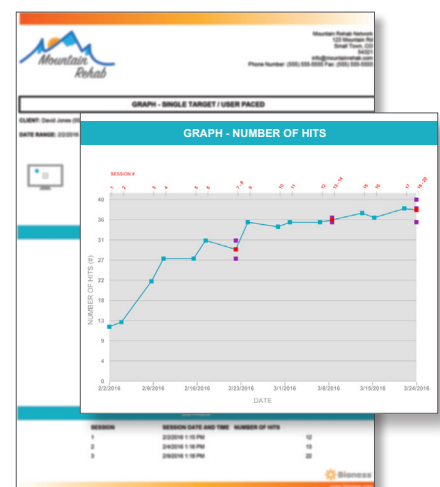 Mountain Rehab Network
123 Mountain Rd
Small Town, CO
54321
info@mountainrehab.com
Phone Number: (555) 555-5555 Fax: (555) 555-5555
Mountain
Rehab
GRAPH - SINGLE TARGET / USER PACED
CLIENT: David Jones
DATE RANGE: 2/2/2016
GRAPH - NUMBER OF HITS
SESSION #
1 2 3 4 5 6 7 - 8 9 10 11 12 13 - 14 15 16 17 18 - 20
40
36
31
27
22
18
13
9
4
0
NUMBER OF HITS (#)
2/2/2016 2/9/2016 2/16/2016 2/23/2016 3/1/2016 3/8/2016 3/15/2016 3/24/2016
DATE
SESSION SESSION DATE AND TIME NUMBER OF HITS
1 2/2/2016 1:15 PM 12
2 2/4/2016 1:16 PM 13
3 2/9/2016 1:18 PM 22
Bioness